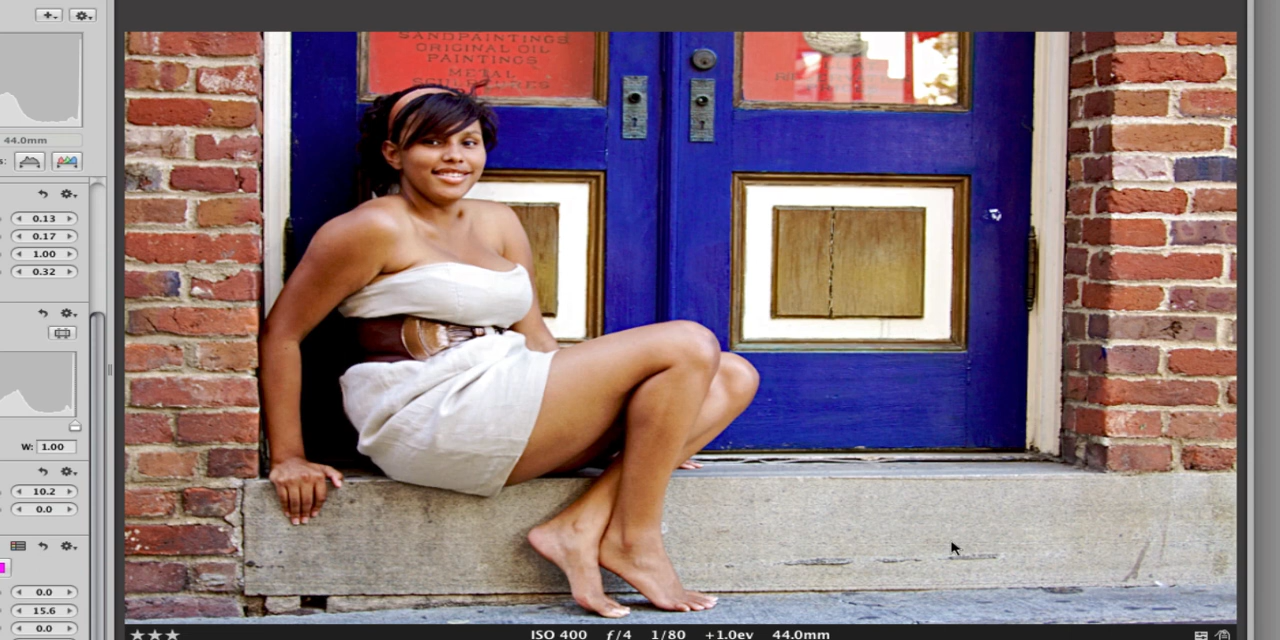 44.0mm
s:
0.13
0.17
1.00
0.32
W: 1.00
10.2
0.0
0.0
15.6
0.0
SANDPAINTINGS
ORIGINAL OIL
PAINTINGS
METAL
SCULPTURES
ISO 400 ƒ/4 1/80 +1.0ev 44.0mm